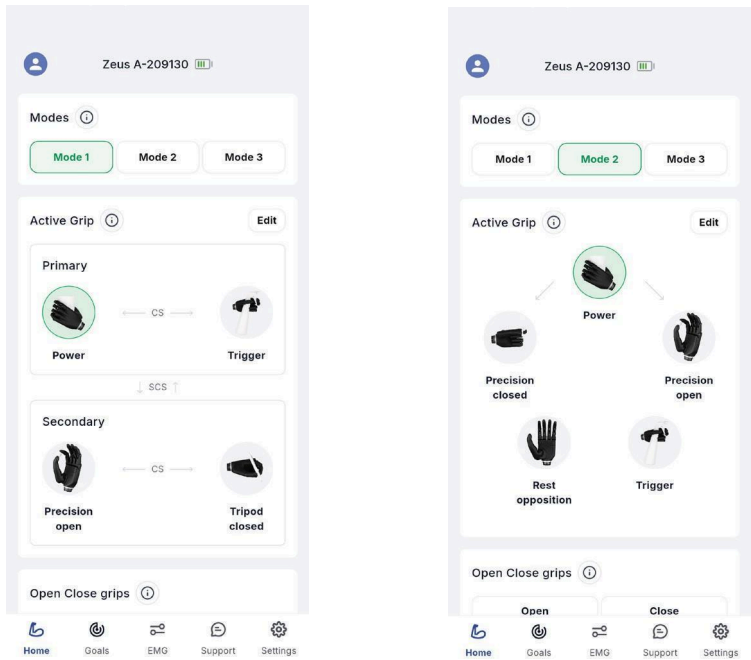 Zeus A-209130
Modes
Mode 1 Mode 2 Mode 3
Active Grip Edit
Primary
CS
Power Trigger
SCS
Secondary
CS
Precision open Tripod closed
Open Close grips
Home Goals EMG Support Settings
Zeus A-209130
Modes
Mode 1 Mode 2 Mode 3
Active Grip Edit
Power
Precision closed Precision open
Rest opposition Trigger
Open Close grips
Open Close
Home Goals EMG Support Settings